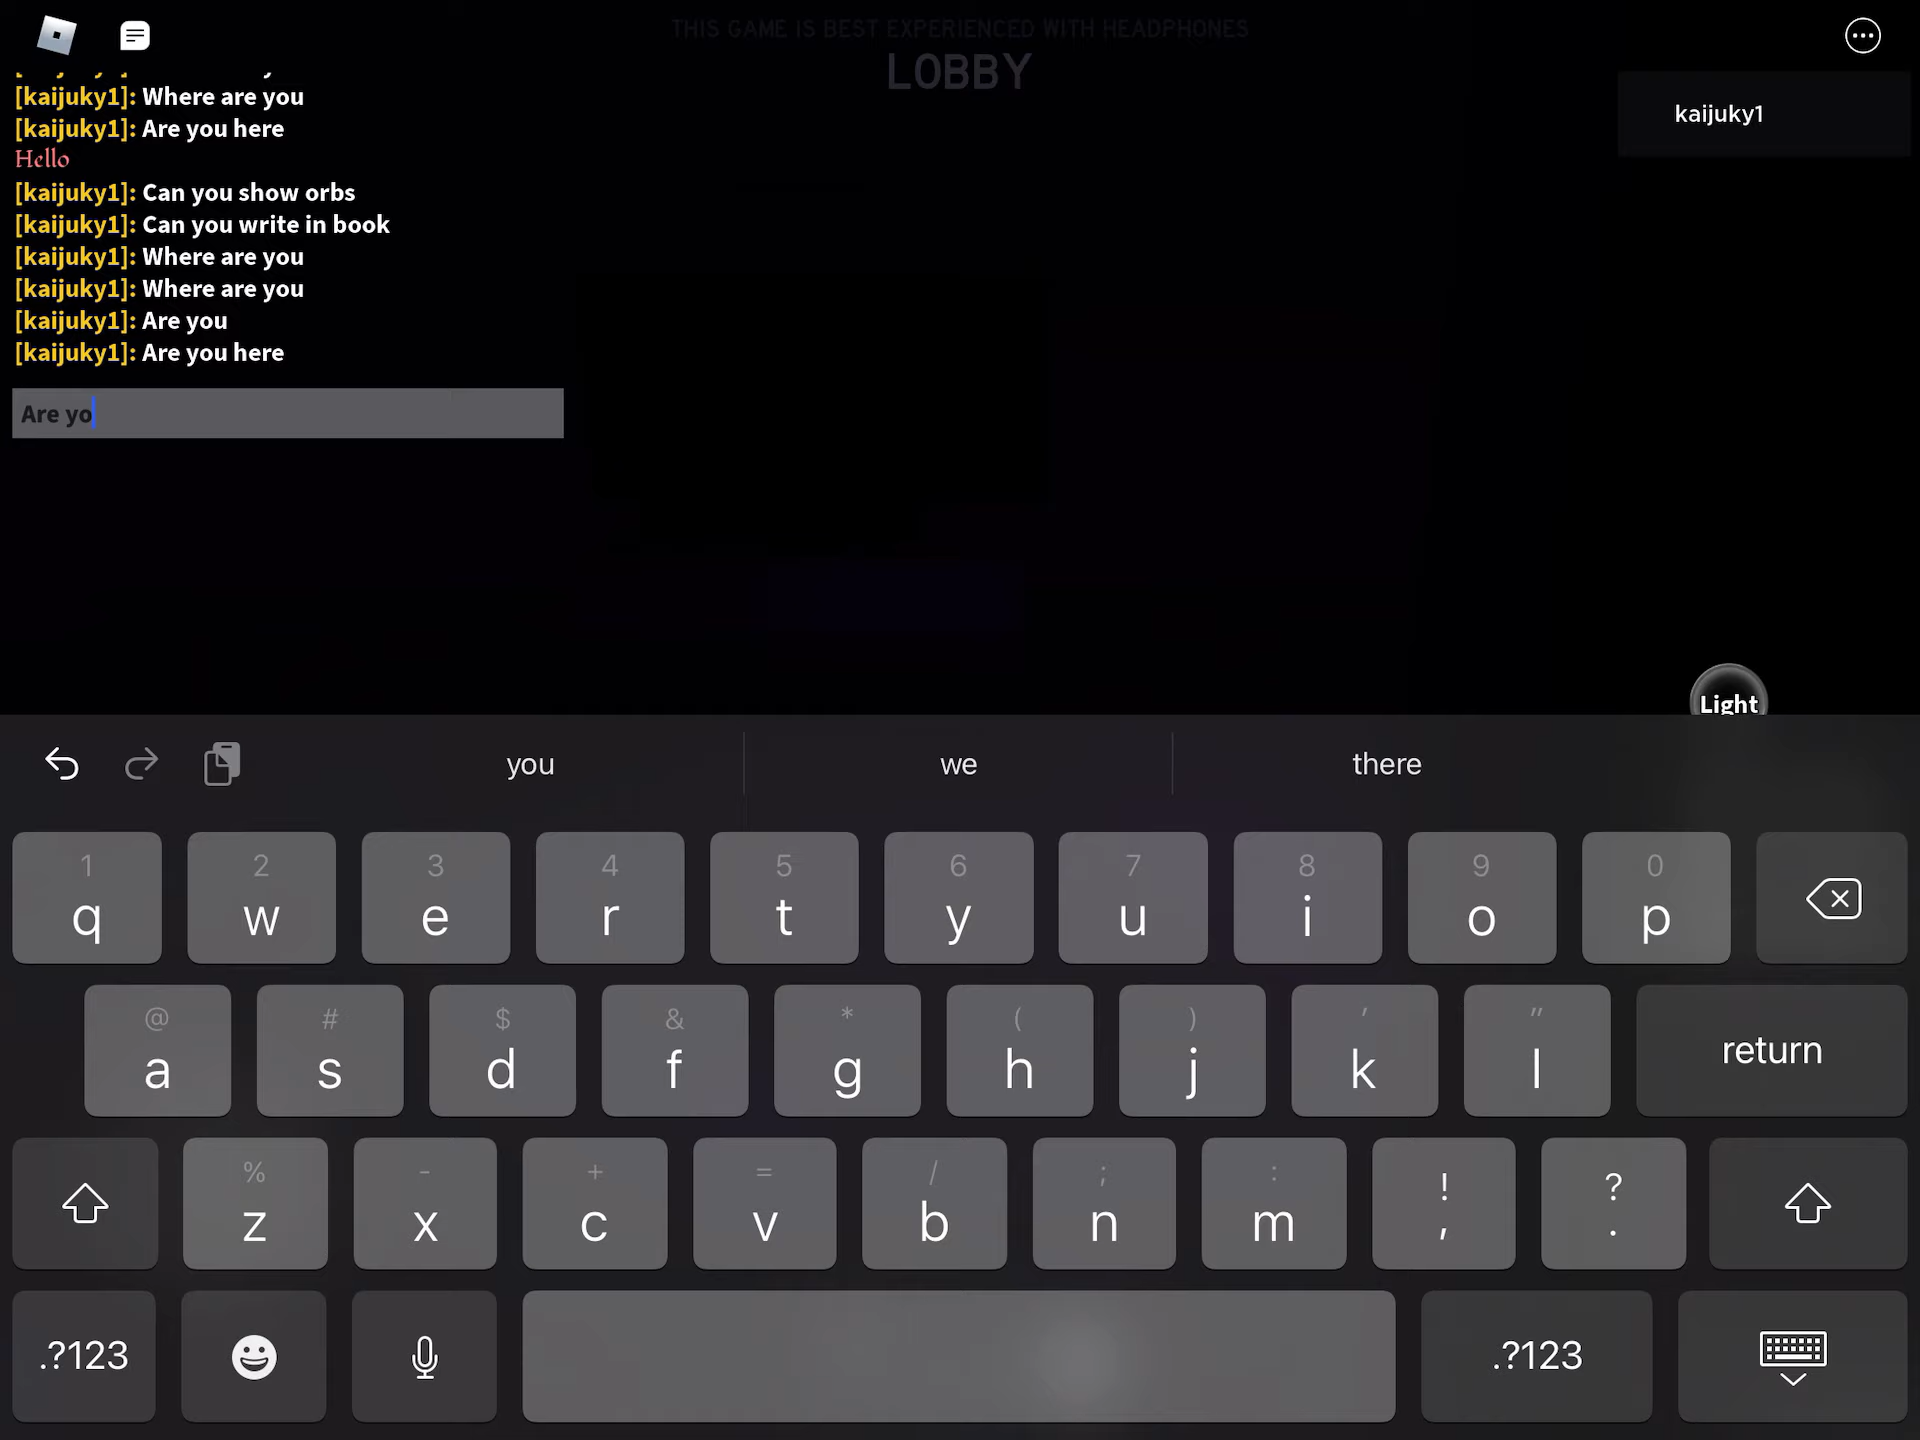 THIS GAME IS BEST EXPERIENCED WITH HEADPHONES
LOBBY
kaijuky1
[kaijuky1]: Where are you
[kaijuky1]: Are you here
Hello
[kaijuky1]: Can you show orbs
[kaijuky1]: Can you write in book
[kaijuky1]: Where are you
[kaijuky1]: Where are you
[kaijuky1]: Are you
[kaijuky1]: Are you here
Are yo
Light
you we there
1 2 3 4 5 6 7 8 9 0
q w e r t y u i o p
@ # $ & * ( ) ' "
a s d f g h j k l return
% - + = / ; : ! ?
z x c v b n m , .
.?123 .?123